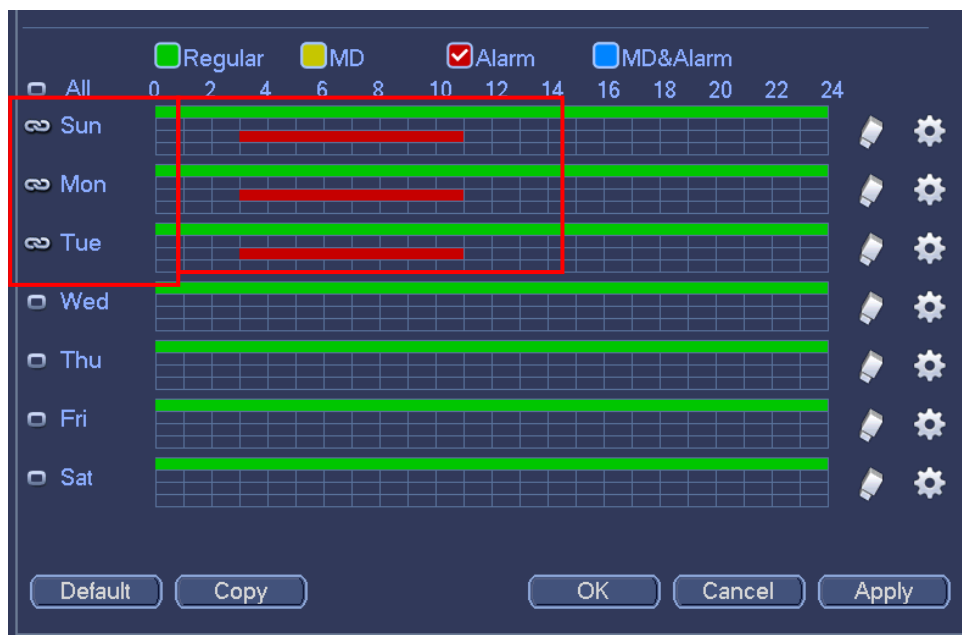 Regular MD Alarm MD&Alarm
All 0 2 4 6 8 10 12 14 16 18 20 22 24
Sun
Mon
Tue
Wed
Thu
Fri
Sat
Default Copy OK Cancel Apply